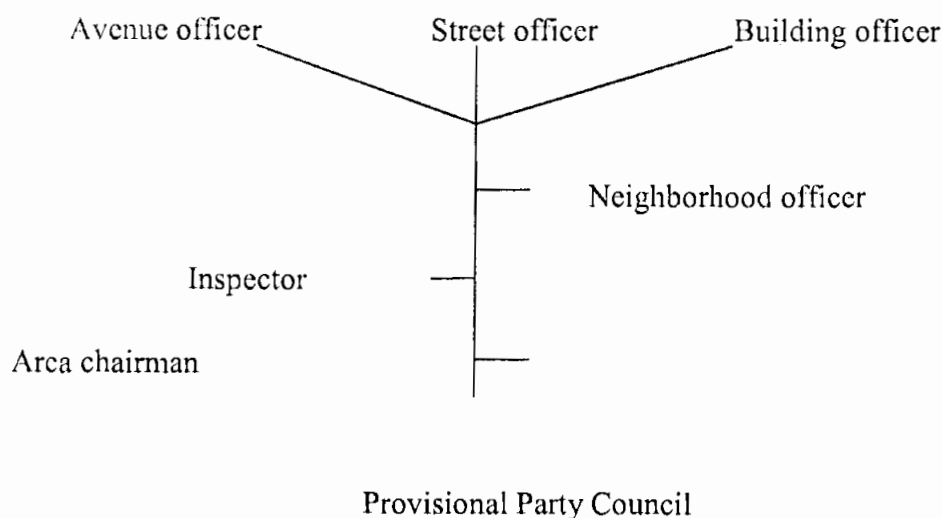 Avenue officer Street officer Building officer
Neighborhood officer
Inspector
Area chairman
Provisional Party Council